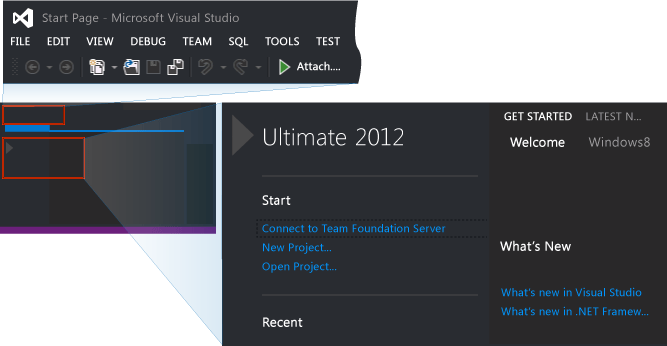 Start Page - Microsoft Visual Studio
FILE EDIT VIEW DEBUG TEAM SQL TOOLS TEST
Attach....
Ultimate 2012
Start
Connect to Team Foundation Server
New Project...
Open Project...
Recent
GET STARTED LATEST N...
Welcome Windows8
What's New
What's new in Visual Studio
What's new in .NET Framew...